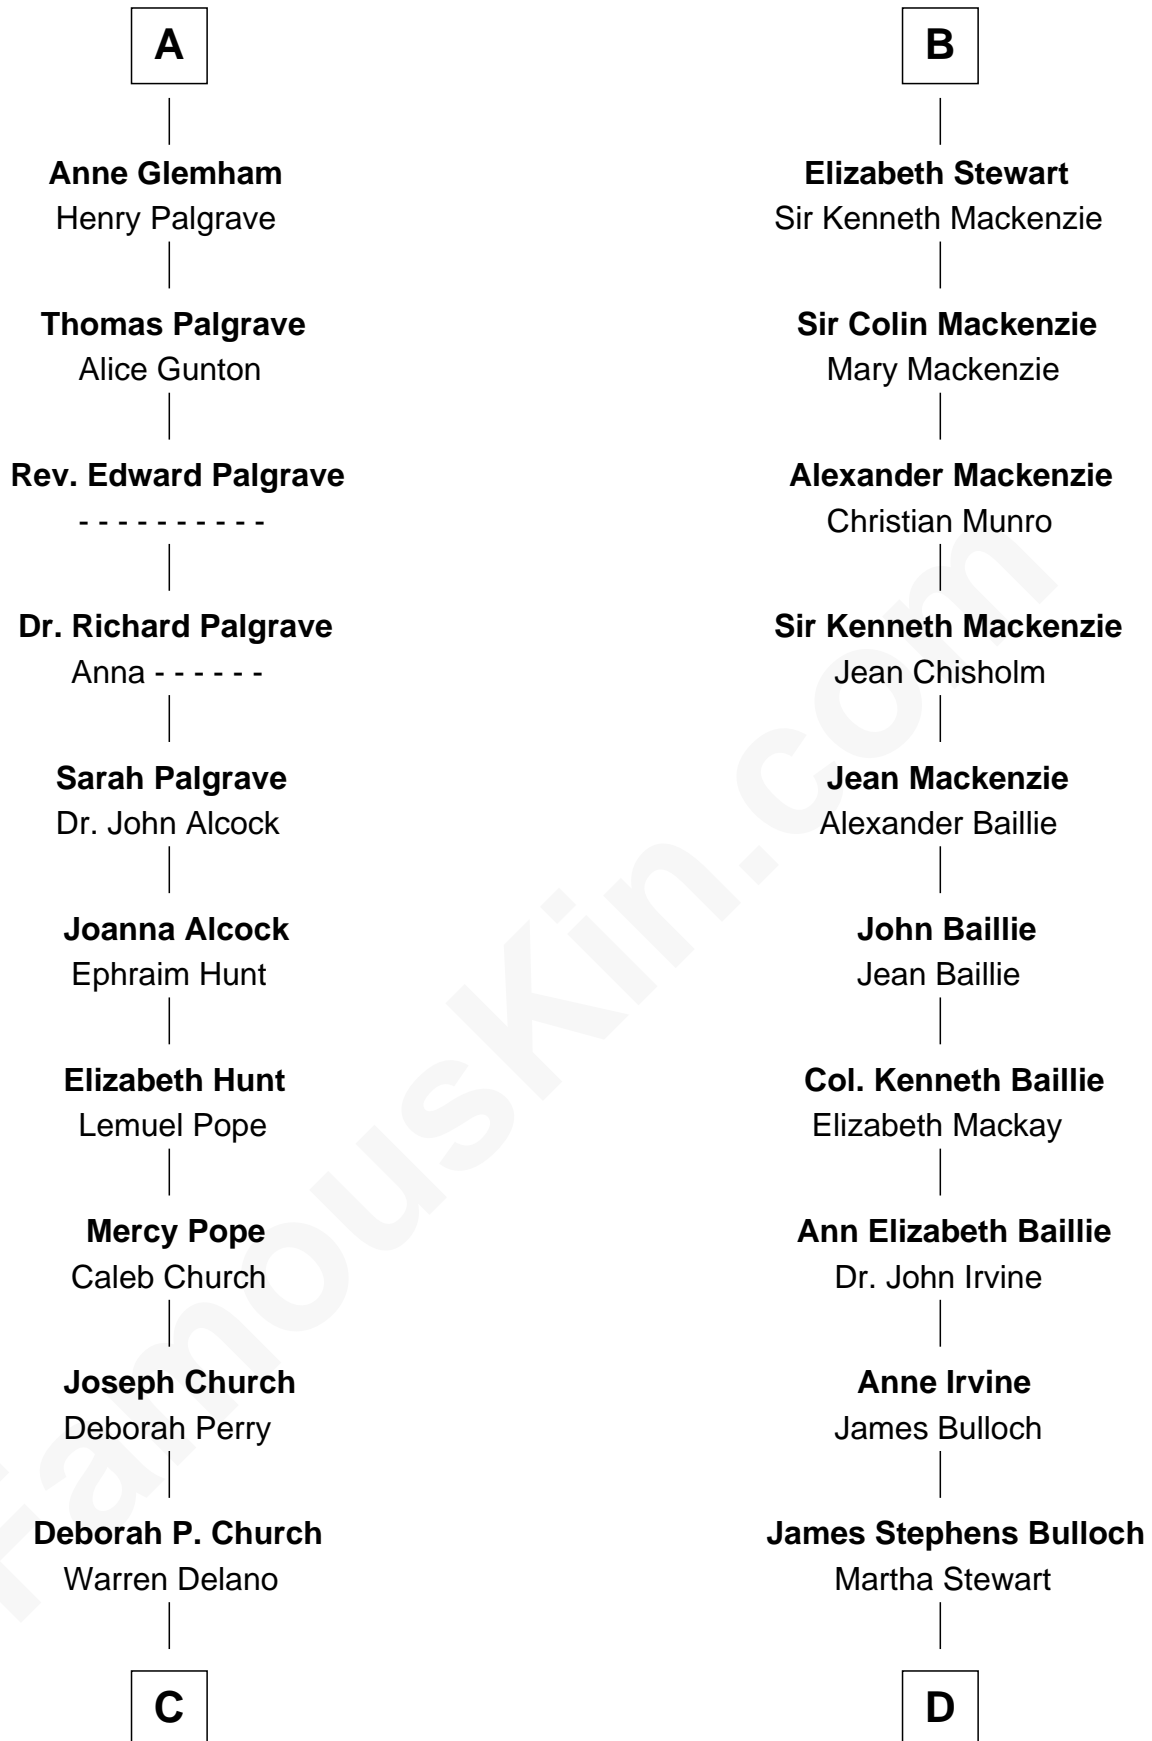 A
Anne Glemham
Henry Palgrave
Thomas Palgrave
Alice Gunton
Rev. Edward Palgrave
- - - - - - - - - -
Dr. Richard Palgrave
Anna - - - - - -
Sarah Palgrave
Dr. John Alcock
Joanna Alcock
Ephraim Hunt
Elizabeth Hunt
Lemuel Pope
Mercy Pope
Caleb Church
Joseph Church
Deborah Perry
Deborah P. Church
Warren Delano
C
B
Elizabeth Stewart
Sir Kenneth Mackenzie
Sir Colin Mackenzie
Mary Mackenzie
Alexander Mackenzie
Christian Munro
Sir Kenneth Mackenzie
Jean Chisholm
Jean Mackenzie
Alexander Baillie
John Baillie
Jean Baillie
Col. Kenneth Baillie
Elizabeth Mackay
Ann Elizabeth Baillie
Dr. John Irvine
Anne Irvine
James Bulloch
James Stephens Bulloch
Martha Stewart
D
FamousKin.com